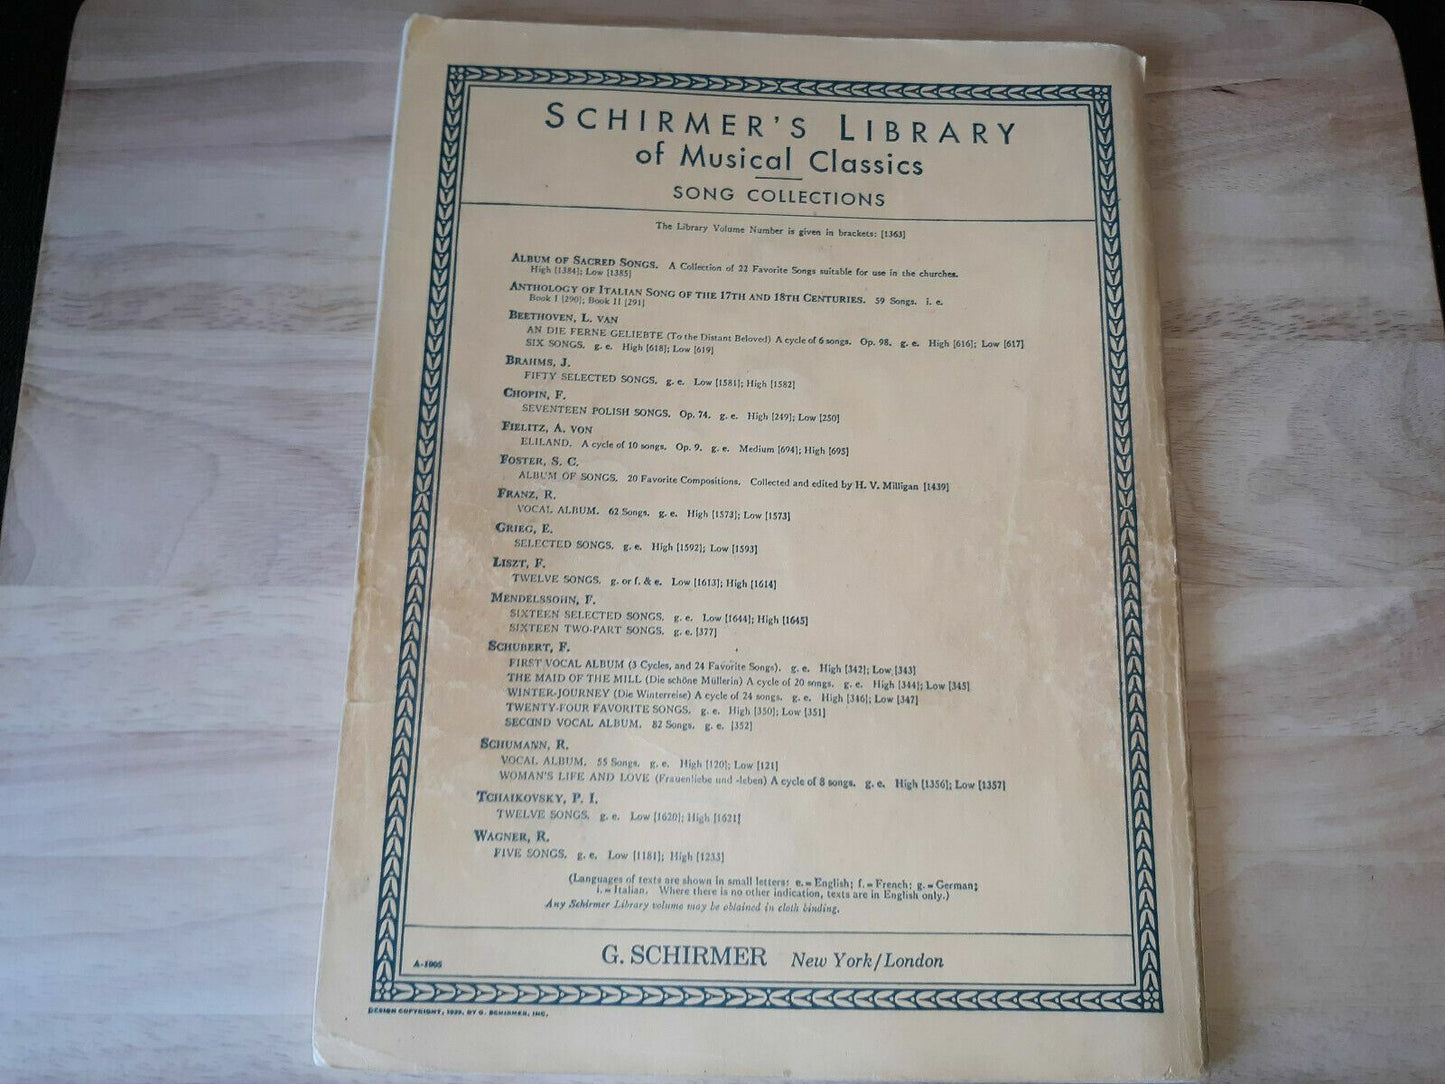 SCHIRMER'S LIBRARY
of Musical Classics
SONG COLLECTIONS
The Library Volume Number is given in brackets: [1363]
ALBUM OF SACRED SONGS. A Collection of 22 Favorite Songs suitable for use in the churches.
High [1384]; Low [1385]
ANTHOLOGY OF ITALIAN SONG OF THE 17TH AND 18TH CENTURIES. 59 Songs. i. e.
Book I [290]; Book II [291]
BEETHOVEN, L. VAN
AN DIE FERNE GELIEBTE (To the Distant Beloved) A cycle of 6 songs. Op. 98. g. e. High [616]; Low [617]
SIX SONGS. g. e. High [618]; Low [619]
BRAHMS, J.
FIFTY SELECTED SONGS. g. e. Low [1581]; High [1582]
CHOPIN, F.
SEVENTEEN POLISH SONGS. Op. 74. g. e. High [249]; Low [250]
FIELITZ, A. VON
ELILAND. A cycle of 10 songs. Op. 9. g. e. Medium [694]; High [695]
FOSTER, S. C.
ALBUM OF SONGS. 20 Favorite Compositions. Collected and edited by H. V. Milligan [1439]
FRANZ, R.
VOCAL ALBUM. 62 Songs. g. e. High [1573]; Low [1573]
GRIEG, E.
SELECTED SONGS. g. e. High [1592]; Low [1593]
LISZT, F.
TWELVE SONGS. g. or f. & e. Low [1613]; High [1614]
MENDELSSOHN, F.
SIXTEEN SELECTED SONGS. g. e. Low [1644]; High [1645]
SIXTEEN TWO-PART SONGS. g. e. [377]
SCHUBERT, F.
FIRST VOCAL ALBUM (3 Cycles, and 24 Favorite Songs). g. e. High [342]; Low [343]
THE MAID OF THE MILL (Die schöne Müllerin) A cycle of 20 songs. g. e. High [344]; Low [345]
WINTER-JOURNEY (Die Winterreise) A cycle of 24 songs. g. e. High [346]; Low [347]
TWENTY-FOUR FAVORITE SONGS. g. e. High [350]; Low [351]
SECOND VOCAL ALBUM. 82 Songs. g. e. [352]
SCHUMANN, R.
VOCAL ALBUM. 55 Songs. g. e. High [120]; Low [121]
WOMAN'S LIFE AND LOVE (Frauenliebe und -leben) A cycle of 8 songs. g. e. High [1356]; Low [1357]
TCHAIKOVSKY, P. I.
TWELVE SONGS. g. e. Low [1620]; High [1621]
WAGNER, R.
FIVE SONGS. g. e. Low [1181]; High [1233]
(Languages of texts are shown in small letters: e. = English; f. = French; g. = German;
i. = Italian. Where there is no other indication, texts are in English only.)
Any Schirmer Library volume may be obtained in cloth binding.
G. SCHIRMER New York/London
A-1005
DESIGN COPYRIGHT, 1939, BY G. SCHIRMER, INC.